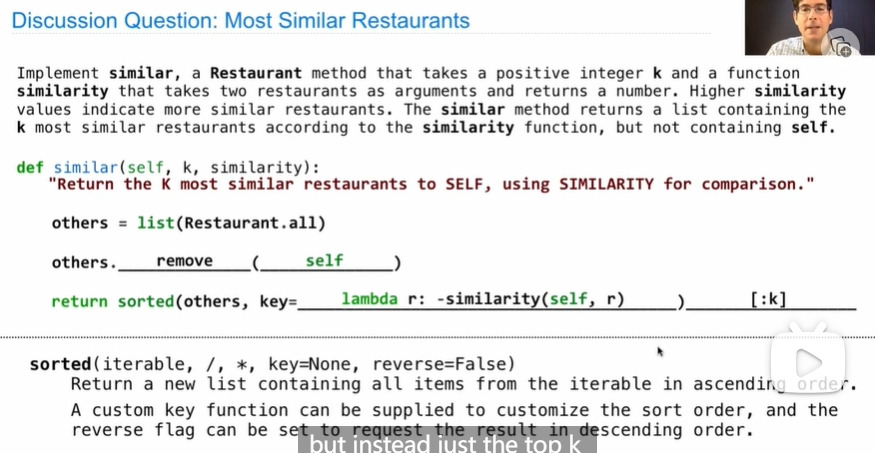 Discussion Question: Most Similar Restaurants
Implement similar, a Restaurant method that takes a positive integer k and a function
similarity that takes two restaurants as arguments and returns a number. Higher similarity
values indicate more similar restaurants. The similar method returns a list containing the
k most similar restaurants according to the similarity function, but not containing self.
def similar(self, k, similarity):
"Return the K most similar restaurants to SELF, using SIMILARITY for comparison."
others = list(Restaurant.all)
others.____remove____(____self____)
return sorted(others, key=____lambda r: -similarity(self, r)____)____[:k]____
sorted(iterable, /, *, key=None, reverse=False)
Return a new list containing all items from the iterable in ascending order.
A custom key function can be supplied to customize the sort order, and the
reverse flag can be set to request the result in descending order.
but instead just the top k